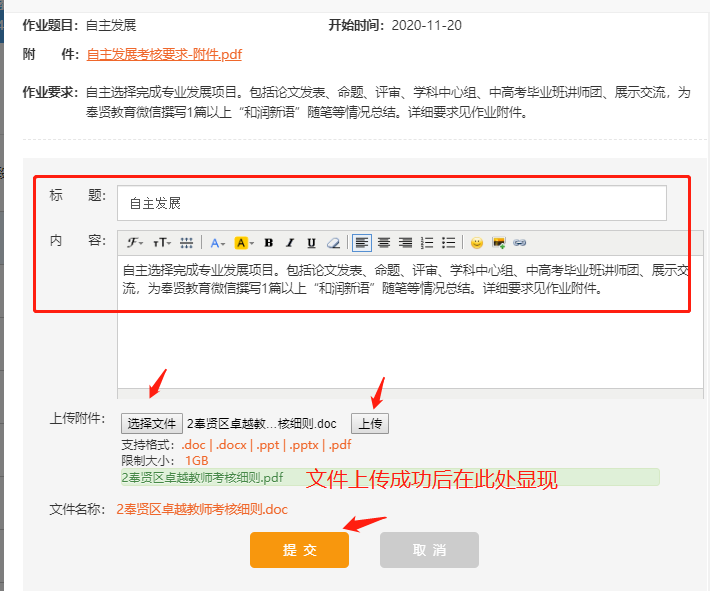 作业题目：自主发展 开始时间：2020-11-20
附 件：自主发展考核要求-附件.pdf
作业要求：自主选择完成专业发展项目。包括论文发表、命题、评审、学科中心组、中高考毕业班讲师团、展示交流，为
奉贤教育微信撰写1篇以上“和润新语”随笔等情况总结。详细要求见作业附件。
标 题：自主发展
内 容：
自主选择完成专业发展项目。包括论文发表、命题、评审、学科中心组、中高考毕业班讲师团、展示交
流，为奉贤教育微信撰写1篇以上“和润新语”随笔等情况总结。详细要求见作业附件。
上传附件：选择文件 2奉贤区卓越教...核细则.doc 上传
支持格式：.doc | .docx | .ppt | .pptx | .pdf
限制大小：1GB
2奉贤区卓越教师考核细则.pdf 文件上传成功后在此处显现
文件名称：2奉贤区卓越教师考核细则.doc
提 交 取 消